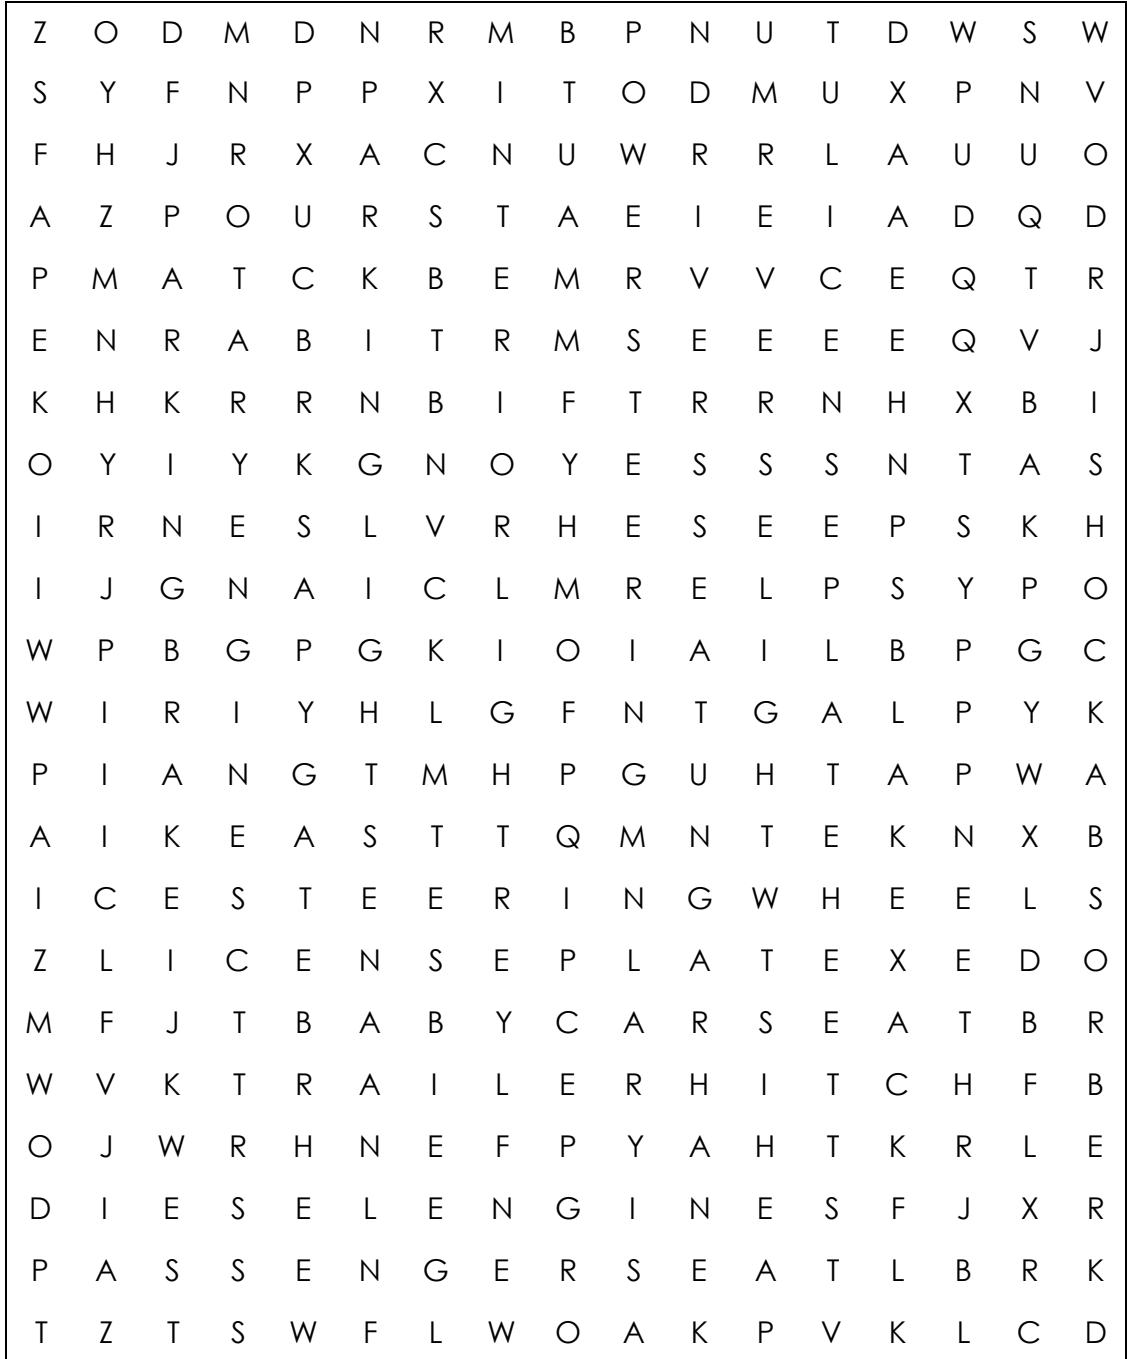 Z O D M D N R M B P N U T D W S W
S Y F N P P X I T O D M U X P N V
F H J R X A C N U W R R L A U U O
A Z P O U R S T A E I E I A D Q D
P M A T C K B E M R V V C E Q T R
E N R A B I T R M S E E E E Q V J
K H K R R N B I F T R R N H X B I
O Y I Y K G N O Y E S S S N T A S
I R N E S L V R H E S E E P S K H
I J G N A I C L M R E L P S Y P O
W P B G P G K I O I A I L B P G C
W I R I Y H L G F N T G A L P Y K
P I A N G T M H P G U H T A P W A
A I K E A S T T Q M N T E K N X B
I C E S T E E R I N G W H E E L S
Z L I C E N S E P L A T E X E D O
M F J T B A B Y C A R S E A T B R
W V K T R A I L E R H I T C H F B
O J W R H N E F P Y A H T K R L E
D I E S E L E N G I N E S F J X R
P A S S E N G E R S E A T L B R K
T Z T S W F L W O A K P V K L C D